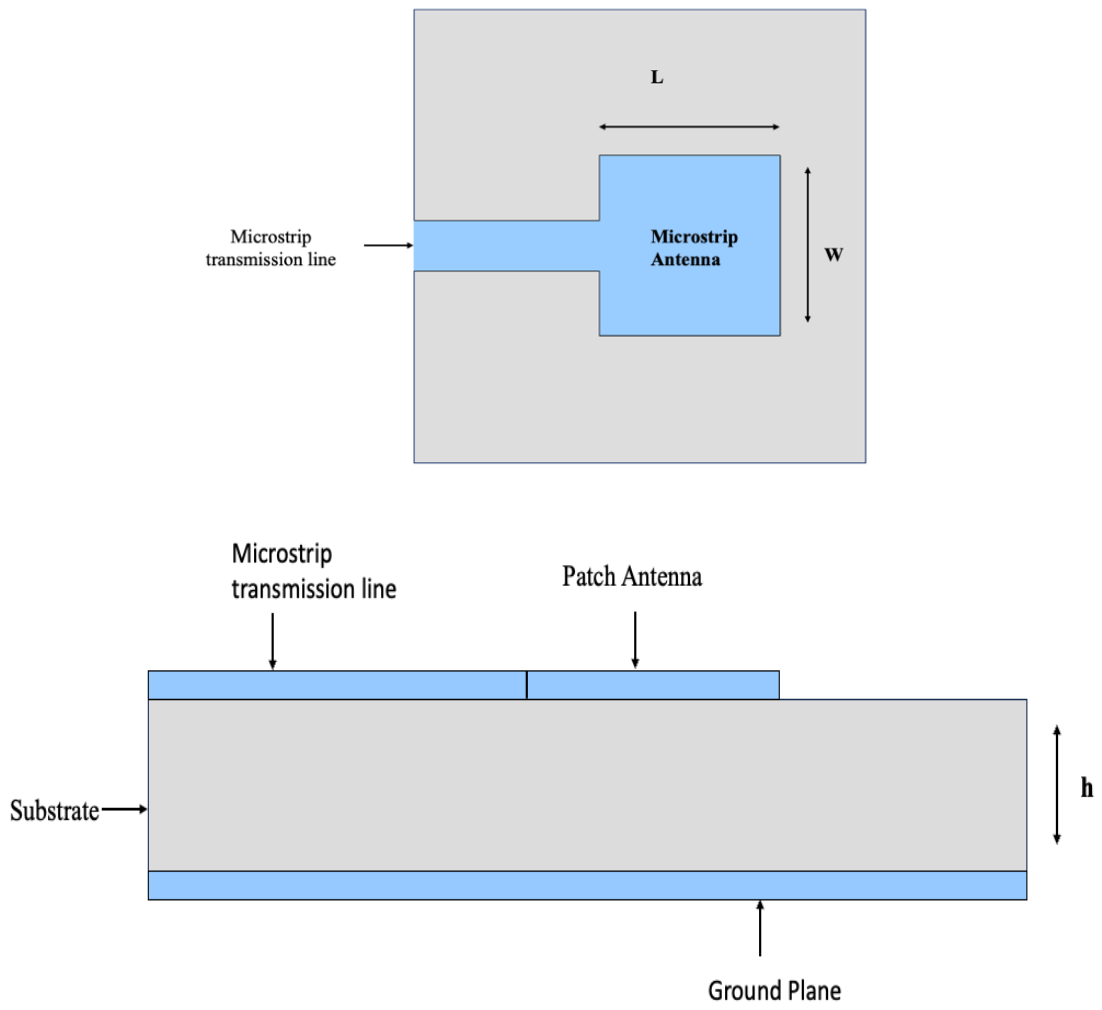 L
Microstrip
transmission line
Microstrip
Antenna
W
Microstrip
transmission line
Patch Antenna
Substrate
h
Ground Plane